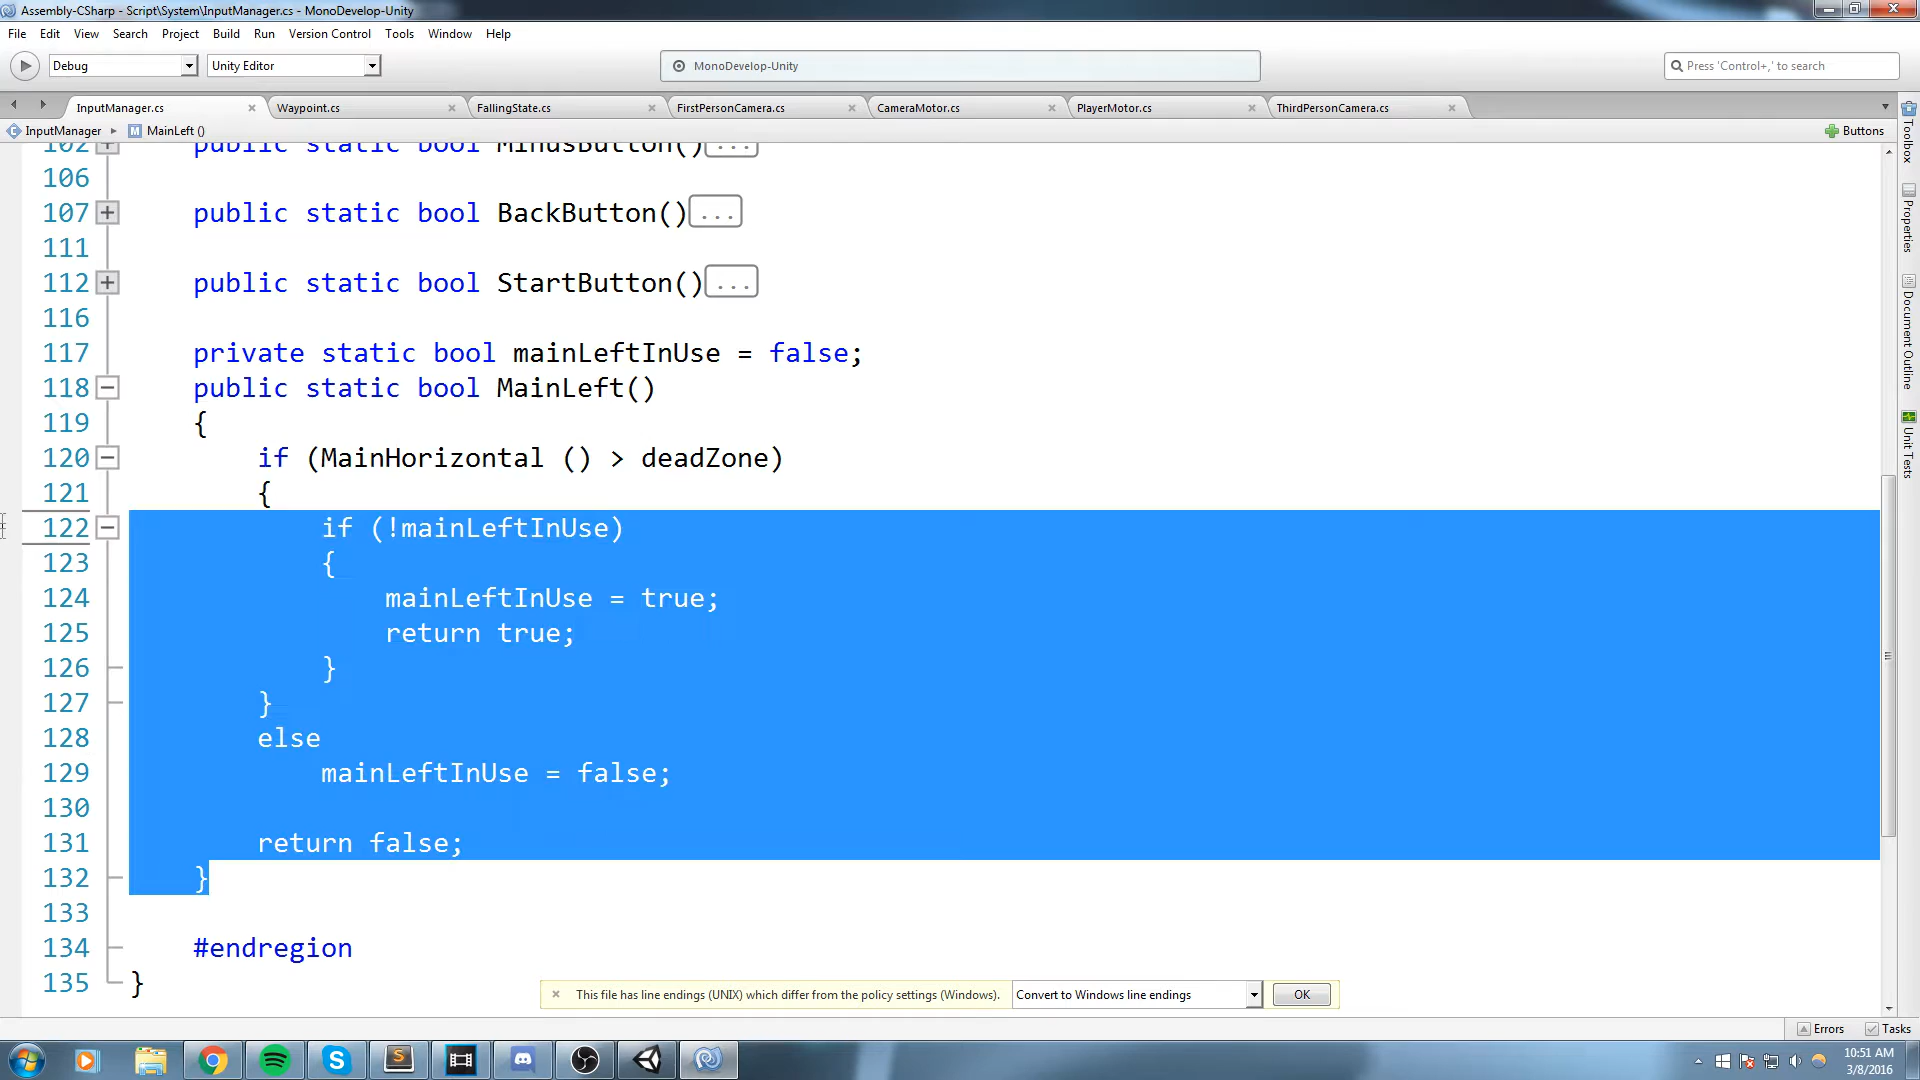 Assembly-CSharp - Script\System\InputManager.cs - MonoDevelop-Unity
File Edit View Search Project Build Run Version Control Tools Window Help
Debug Unity Editor MonoDevelop-Unity Press 'Control+,' to search
InputManager.cs Waypoint.cs FallingState.cs FirstPersonCamera.cs CameraMotor.cs PlayerMotor.cs ThirdPersonCamera.cs
InputManager MainLeft () Buttons
102 public static bool MinusButton()...
106
107 public static bool BackButton()...
111
112 public static bool StartButton()...
116
117 private static bool mainLeftInUse = false;
118 public static bool MainLeft()
119 {
120 if (MainHorizontal () > deadZone)
121 {
122 if (!mainLeftInUse)
123 {
124 mainLeftInUse = true;
125 return true;
126 }
127 }
128 else
129 mainLeftInUse = false;
130
131 return false;
132 }
133
134 #endregion
135 }
Toolbox
Properties
Document Outline
Unit Tests
This file has line endings (UNIX) which differ from the policy settings (Windows). Convert to Windows line endings OK
Errors Tasks
10:51 AM
3/8/2016